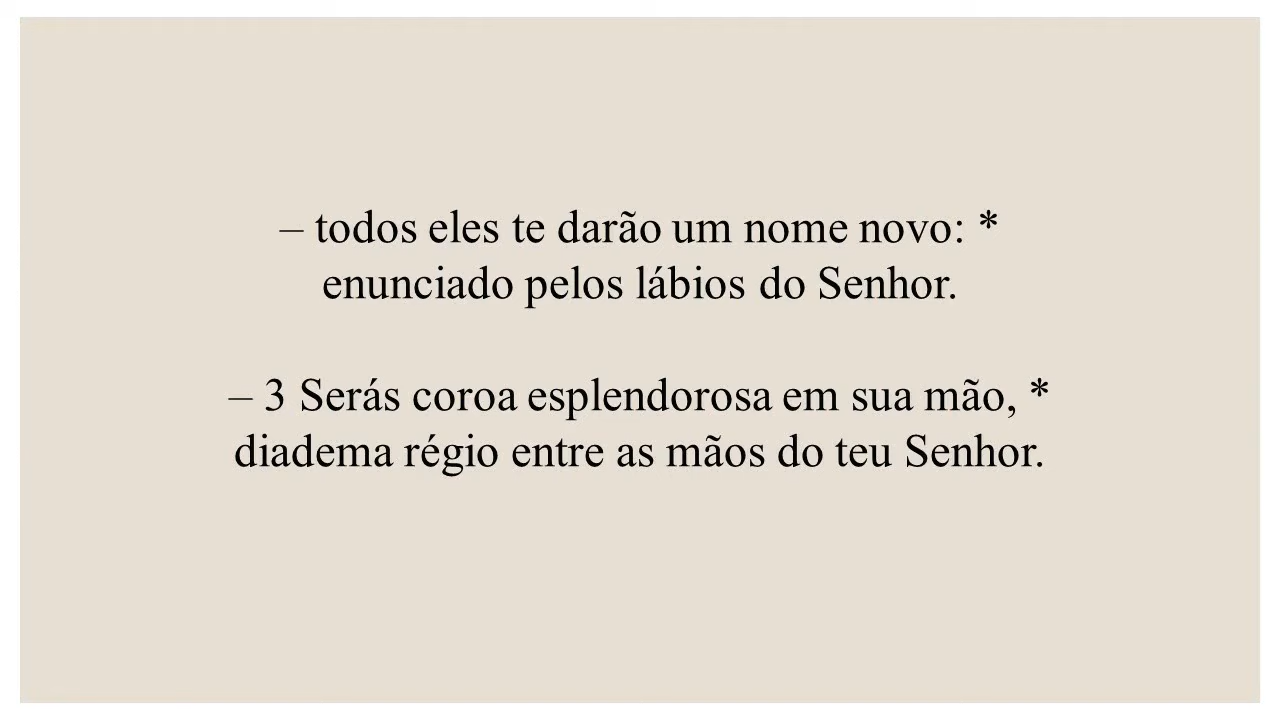 – todos eles te darão um nome novo: *
enunciado pelos lábios do Senhor.
– 3 Serás coroa esplendorosa em sua mão, *
diadema régio entre as mãos do teu Senhor.